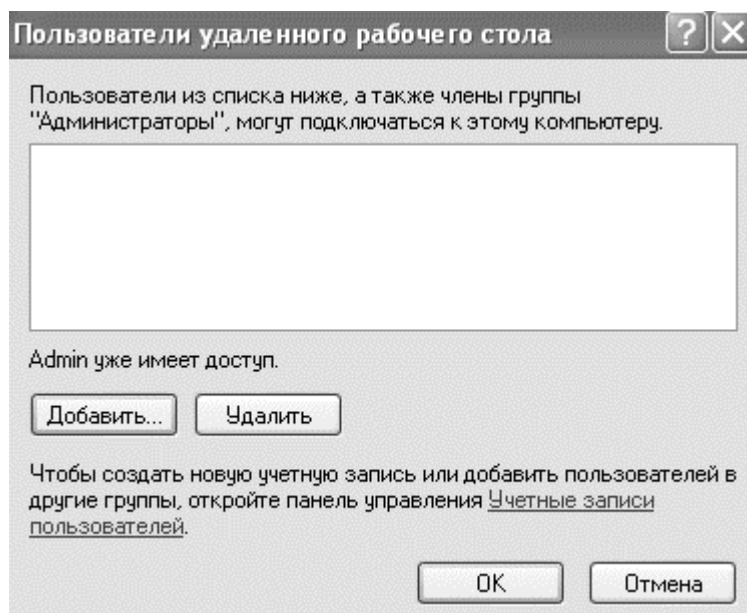 Пользователи удаленного рабочего стола
Пользователи из списка ниже, а также члены группы
"Администраторы", могут подключаться к этому компьютеру.
Admin уже имеет доступ.
Добавить... Удалить
Чтобы создать новую учетную запись или добавить пользователей в
другие группы, откройте панель управления Учетные записи
пользователей.
OK Отмена